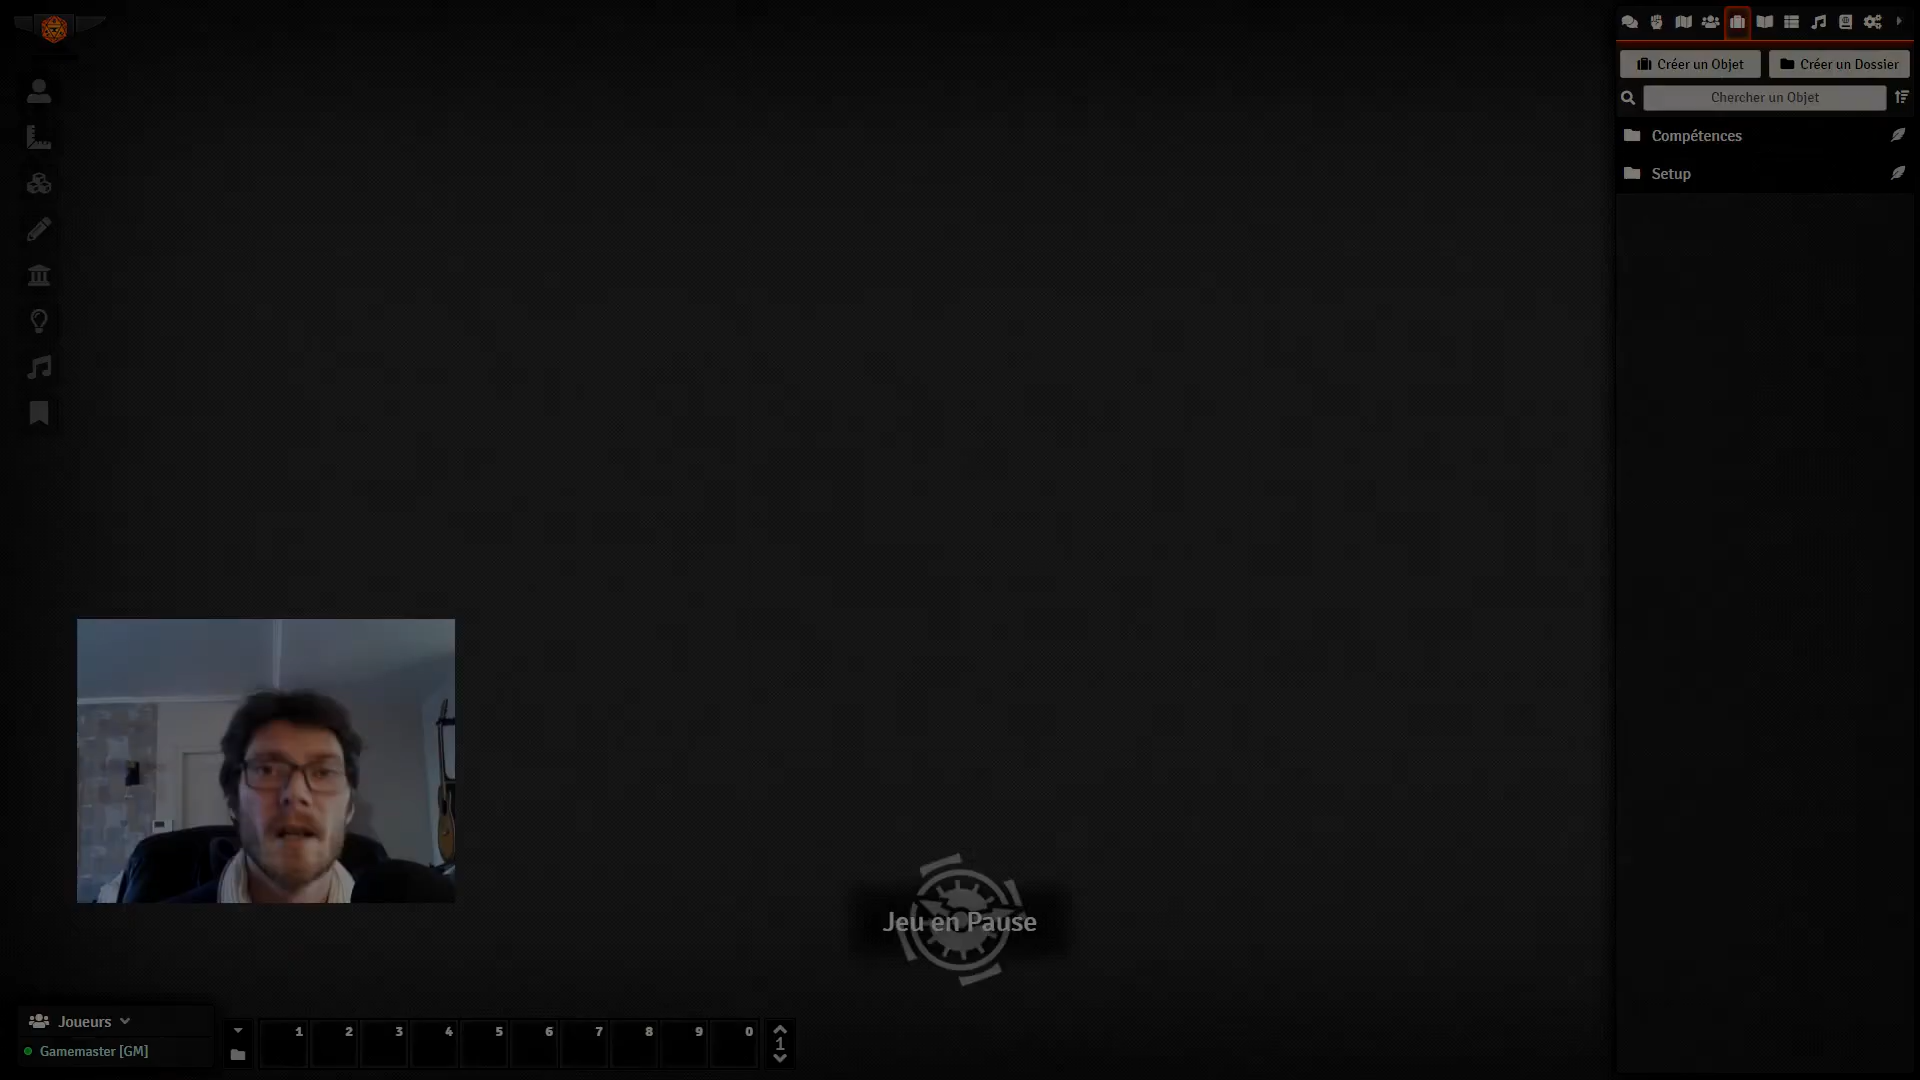 Créer un Objet
Créer un Dossier
Chercher un Objet
Compétences
Setup
Jeu en Pause
Joueurs
Gamemaster [GM]
1 2 3 4 5 6 7 8 9 0
1